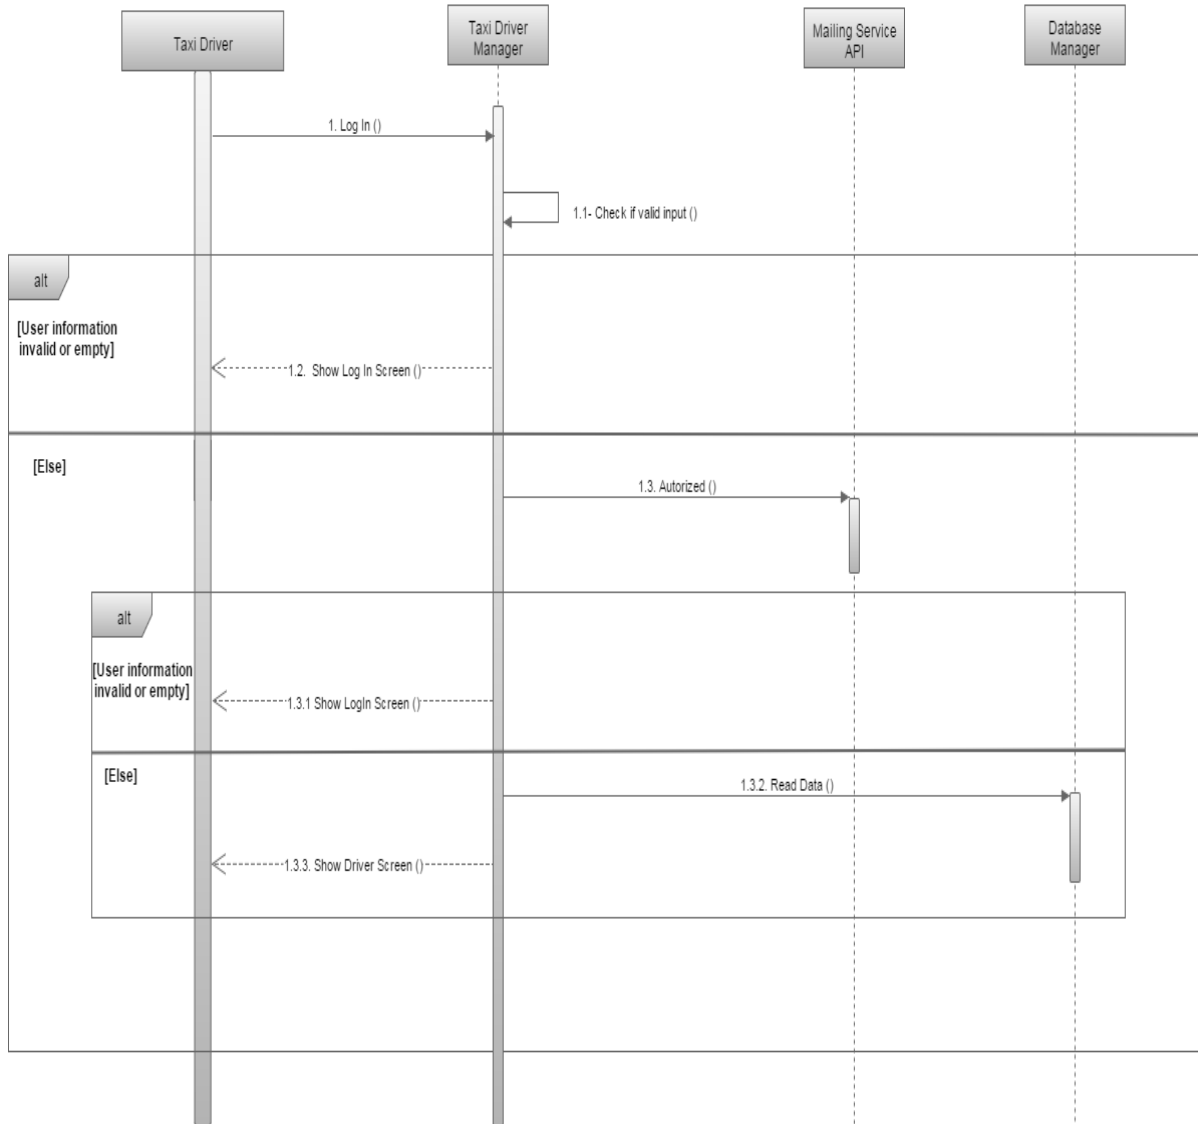 Taxi Driver
Taxi Driver
Manager
Mailing Service
API
Database
Manager
1. Log In ()
1.1- Check if valid input ()
alt
[User information
invalid or empty]
1.2.  Show Log In Screen ()
[Else]
1.3. Autorized ()
alt
[User information
invalid or empty]
1.3.1 Show LogIn Screen ()
[Else]
1.3.2. Read Data ()
1.3.3. Show Driver Screen ()